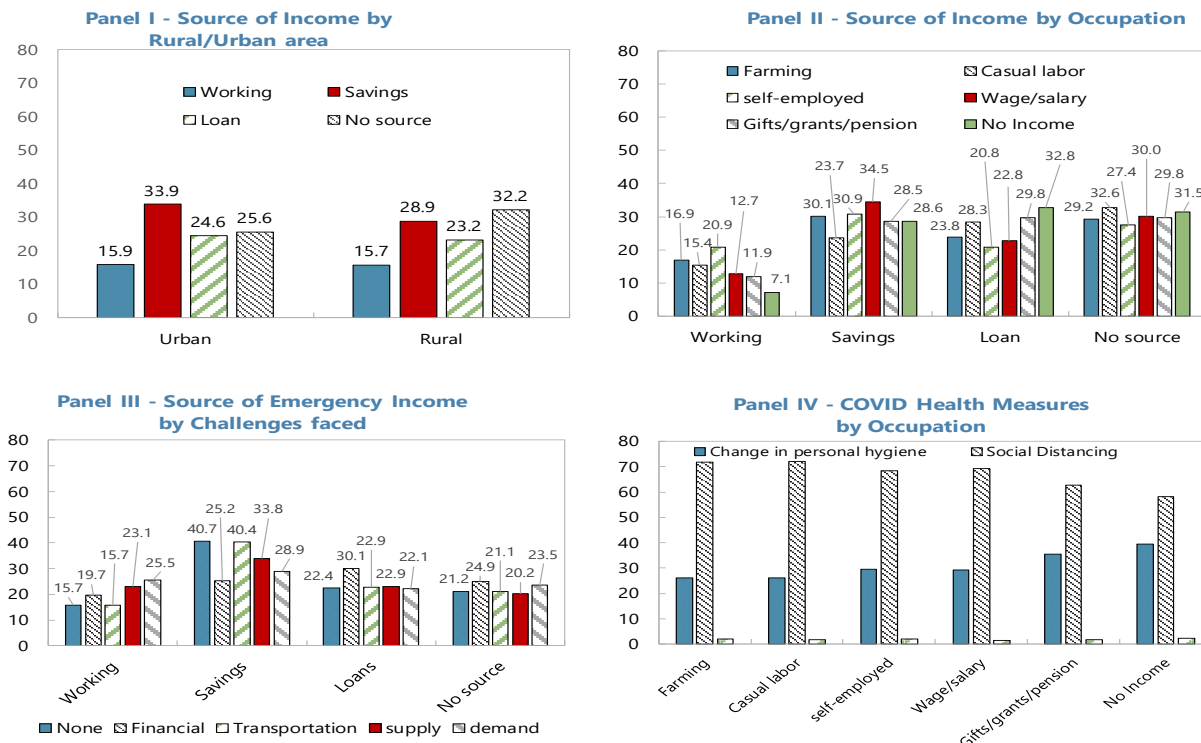 Panel I - Source of Income by
Rural/Urban area
80
70
60
50
40
30
20
10
0
Working
Savings
Loan
No source
15.9
33.9
24.6
25.6
15.7
28.9
23.2
32.2
Urban
Rural
Panel II - Source of Income by Occupation
80
70
60
50
40
30
20
10
0
Farming
Casual labor
self-employed
Wage/salary
Gifts/grants/pension
No Income
16.9
15.4
20.9
12.7
11.9
7.1
30.1
23.7
30.9
34.5
28.5
28.6
23.8
28.3
20.8
22.8
29.8
32.8
29.2
32.6
27.4
30.0
29.8
31.5
Working
Savings
Loan
No source
Panel III - Source of Emergency Income
by Challenges faced
80
70
60
50
40
30
20
10
0
15.7
19.7
15.7
23.1
25.5
40.7
25.2
40.4
33.8
28.9
22.4
30.1
22.9
22.9
22.1
21.2
24.9
21.1
20.2
23.5
Working
Savings
Loans
No source
None
Financial
Transportation
supply
demand
Panel IV - COVID Health Measures
by Occupation
80
70
60
50
40
30
20
10
0
Change in personal hygiene
Social Distancing
Farming
Casual labor
self-employed
Wage/salary
Gifts/grants/pension
No Income